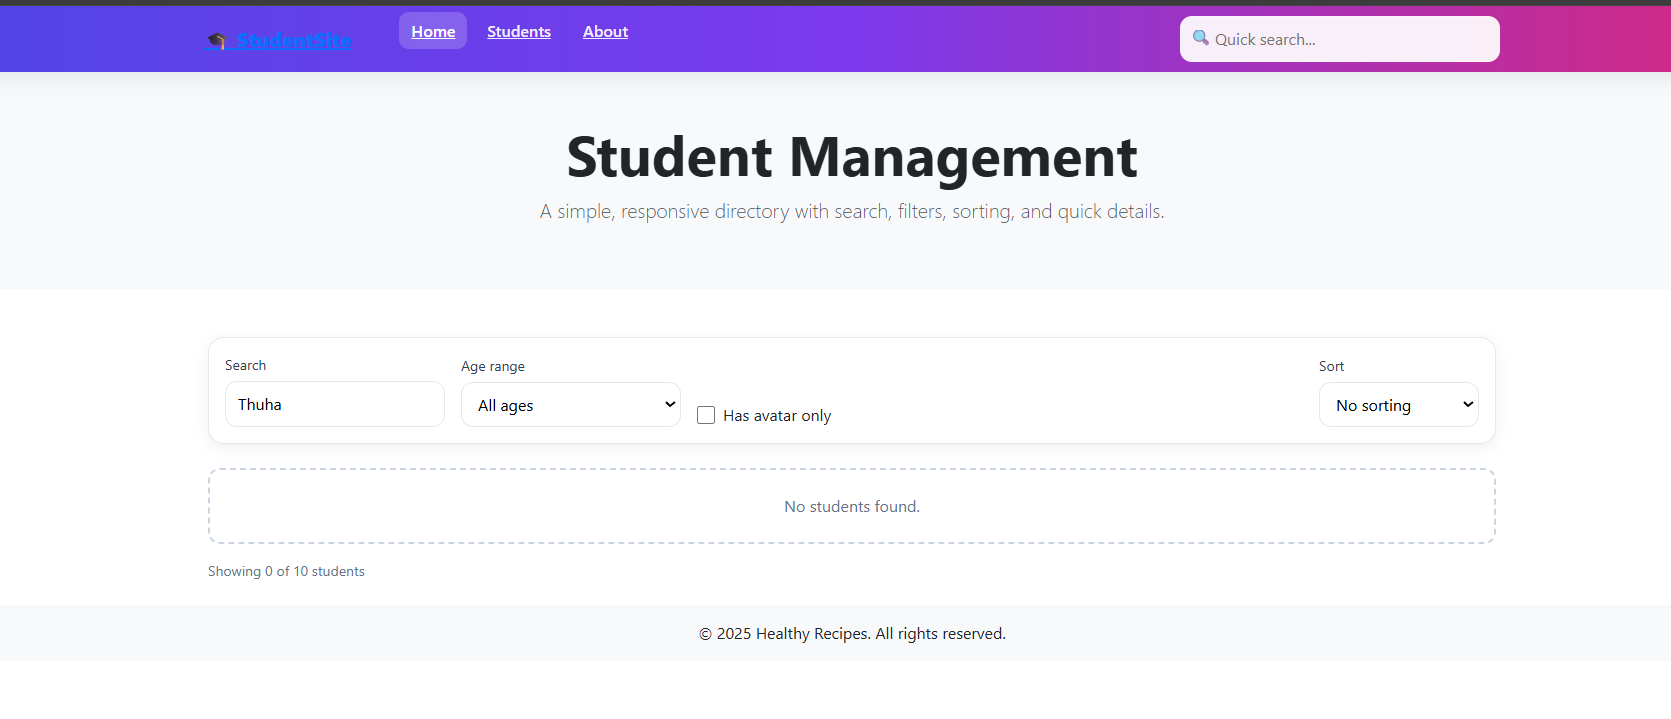 StudentSite
Home
Students
About
Quick search...
Student Management
A simple, responsive directory with search, filters, sorting, and quick details.
Search
Age range
Sort
Thuha
All ages
Has avatar only
No sorting
No students found.
Showing 0 of 10 students
© 2025 Healthy Recipes. All rights reserved.